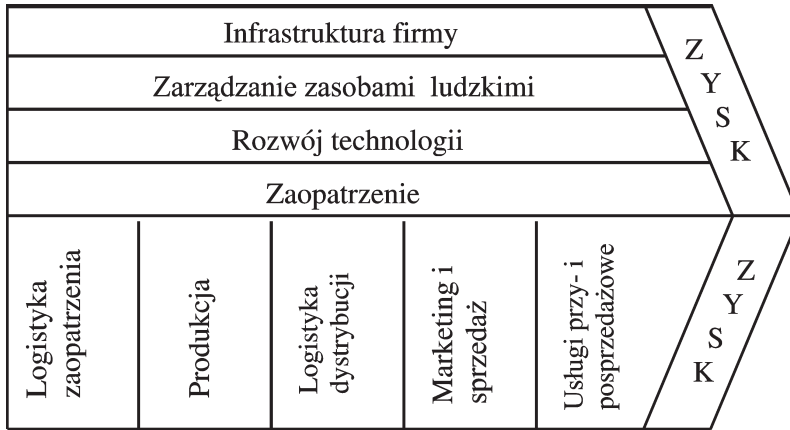 Infrastruktura firmy
Zarządzanie zasobami ludzkimi
Rozwój technologii
Zaopatrzenie
Z
Y
S
K
Logistyka
zaopatrzenia
Produkcja
Logistyka
dystrybucji
Marketing i
sprzedaż
Usługi przy- i
posprzedażowe
Z
Y
S
K